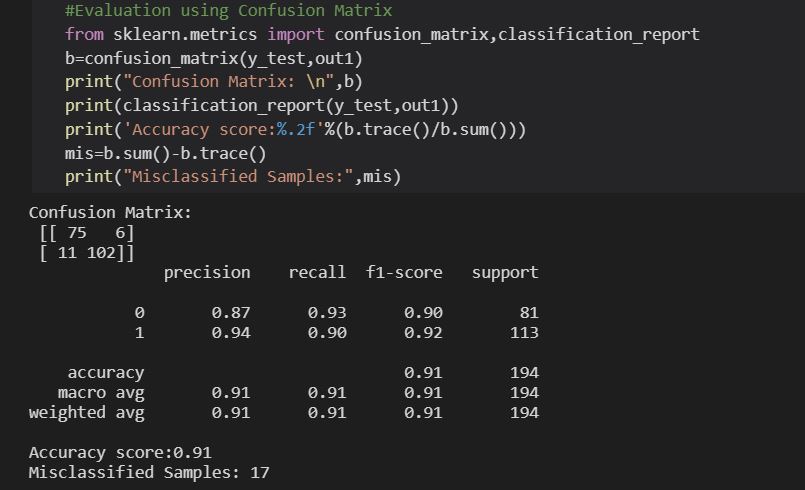 #Evaluation using Confusion Matrix
from sklearn.metrics import confusion_matrix,classification_report
b=confusion_matrix(y_test,out1)
print("Confusion Matrix: \n",b)
print(classification_report(y_test,out1))
print('Accuracy score:%.2f'%(b.trace()/b.sum()))
mis=b.sum()-b.trace()
print("Misclassified Samples:",mis)
Confusion Matrix:
[[ 75   6]
[ 11 102]]
precision    recall  f1-score   support
0       0.87      0.93      0.90        81
1       0.94      0.90      0.92       113
accuracy                           0.91       194
macro avg       0.91      0.91      0.91       194
weighted avg       0.91      0.91      0.91       194
Accuracy score:0.91
Misclassified Samples: 17